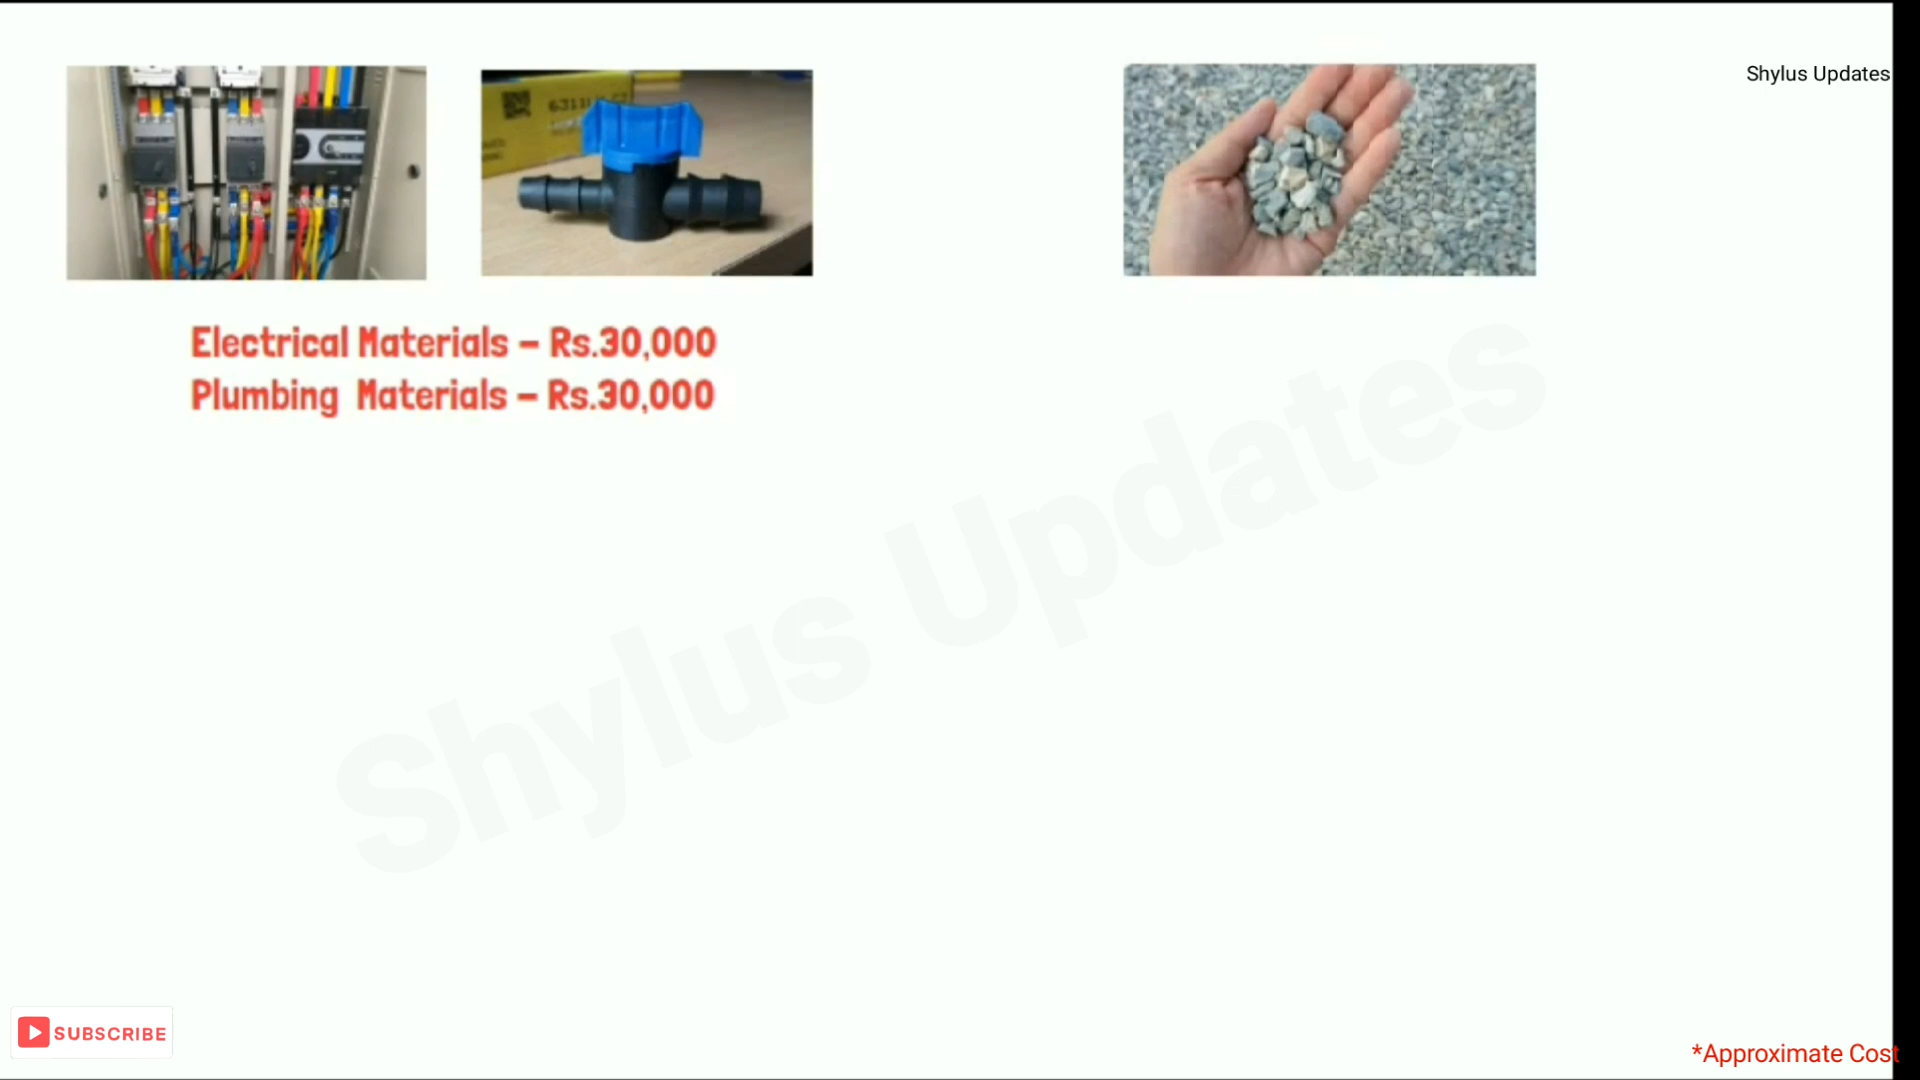 Shylus Updates
Electrical Materials - Rs.30,000
Plumbing Materials - Rs.30,000
Shylus Updates
SUBSCRIBE
*Approximate Cost